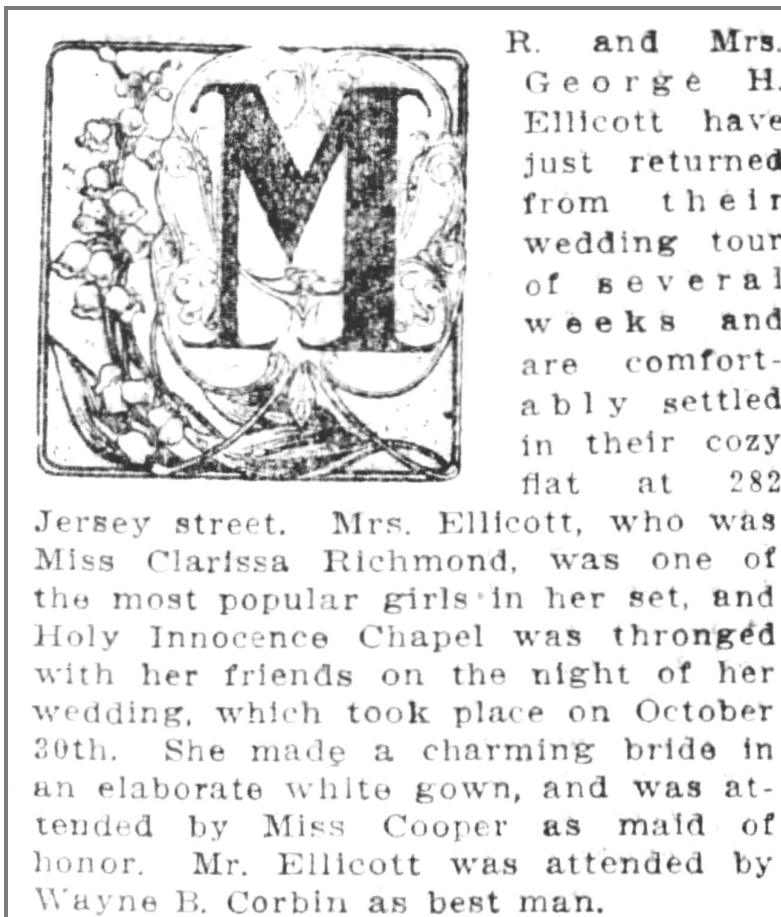 MR. and Mrs.
George H.
Ellicott have
just returned
from their
wedding tour
of several
weeks and
are comfort-
ably settled
in their cozy
flat at 282
Jersey street. Mrs. Ellicott, who was
Miss Clarissa Richmond, was one of
the most popular girls in her set, and
Holy Innocence Chapel was thronged
with her friends on the night of her
wedding, which took place on October
30th. She made a charming bride in
an elaborate white gown, and was at-
tended by Miss Cooper as maid of
honor. Mr. Ellicott was attended by
Wayne B. Corbin as best man.